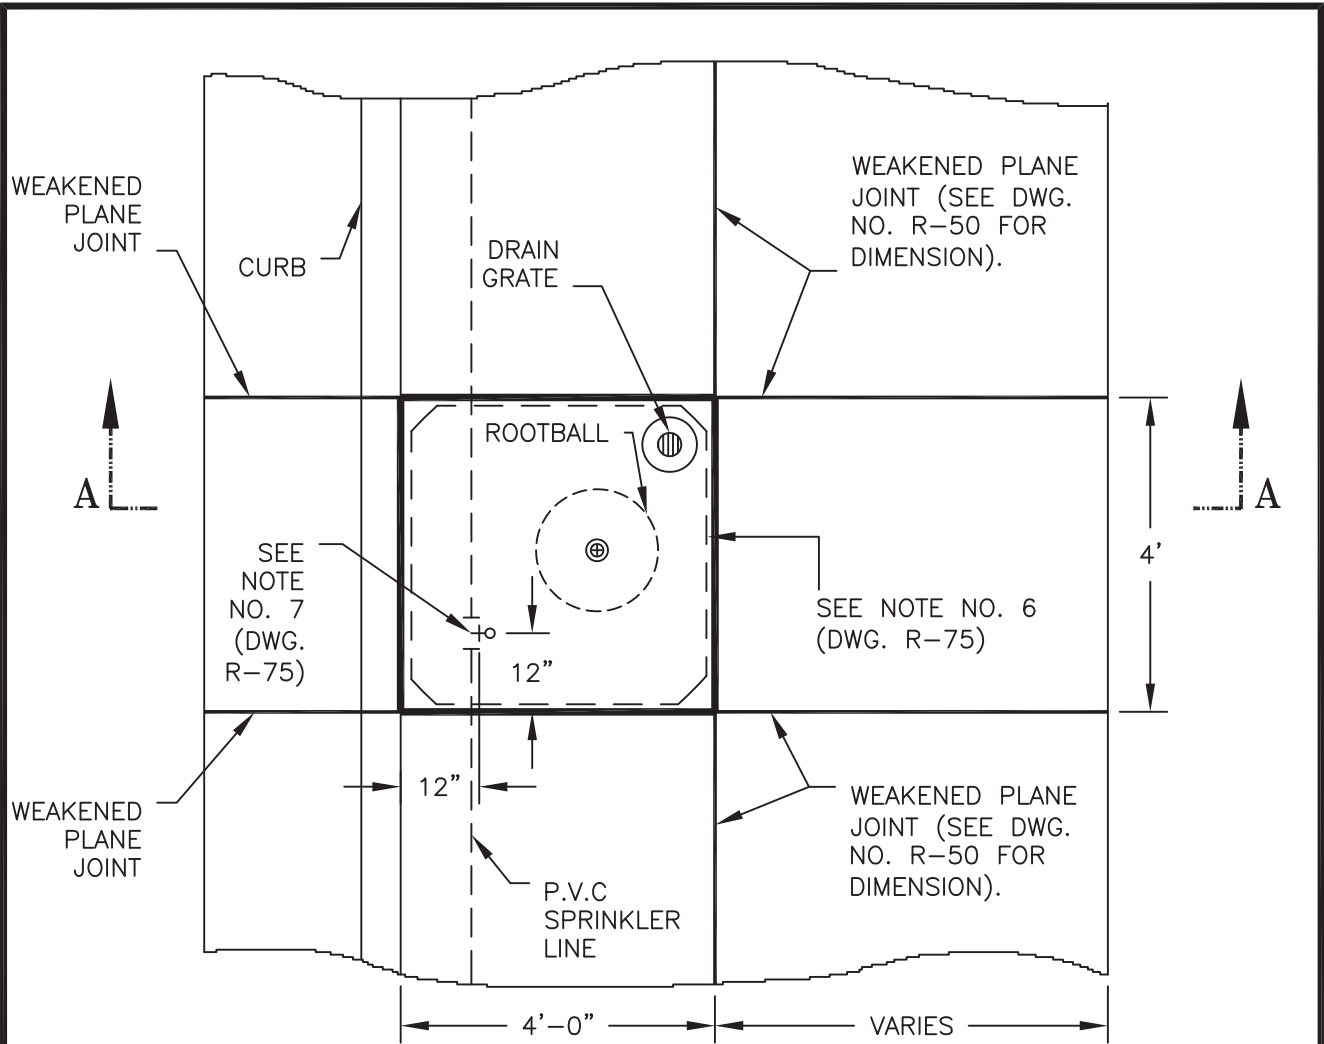 WEAKENED PLANE
JOINT (SEE DWG.
NO. R-50 FOR
DIMENSION).
WEAKENED
PLANE
JOINT
CURB
DRAIN
GRATE
ROOTBALL
A
A
4'
SEE
NOTE
NO. 7
(DWG.
R-75)
SEE NOTE NO. 6
(DWG. R-75)
12"
12"
WEAKENED
PLANE
JOINT
WEAKENED PLANE
JOINT (SEE DWG.
NO. R-50 FOR
DIMENSION).
P.V.C
SPRINKLER
LINE
4'-0"
VARIES